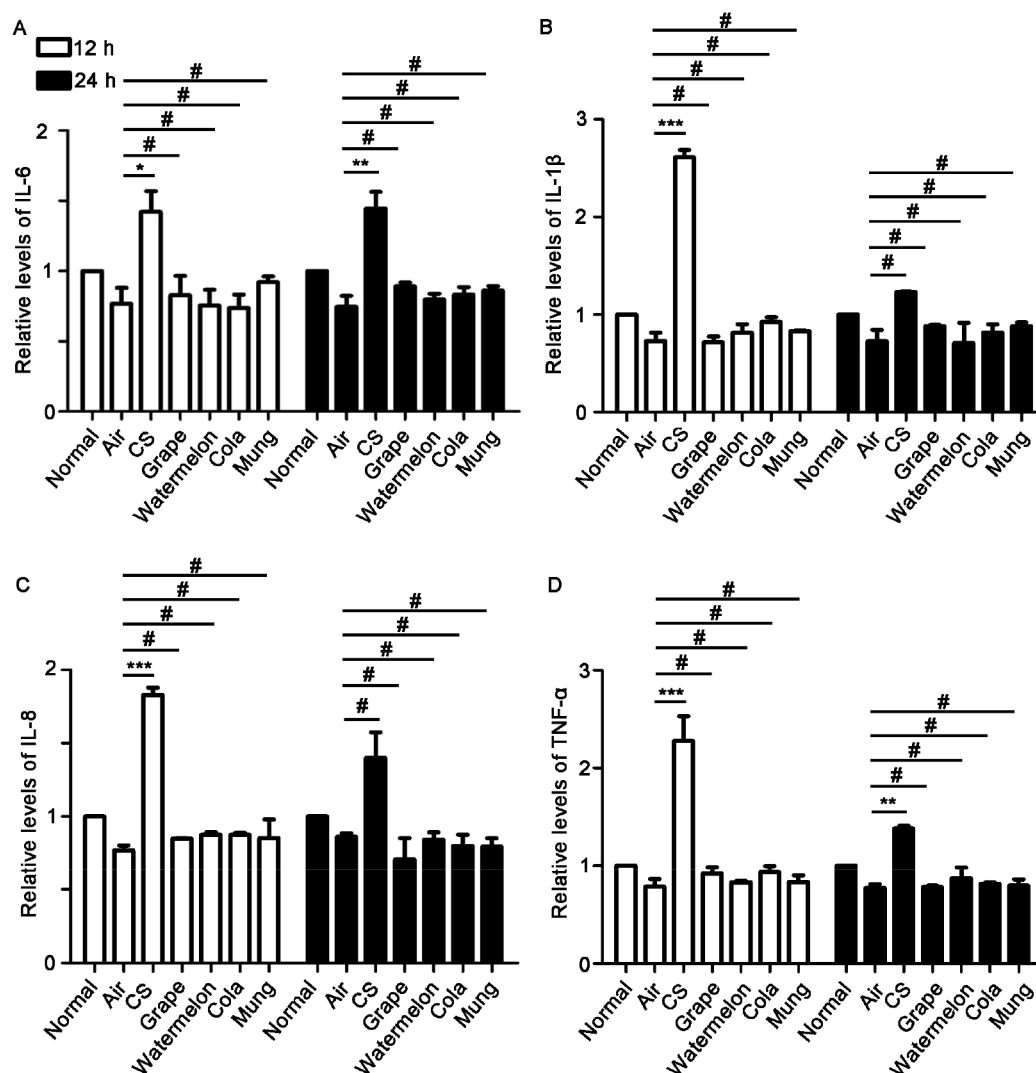 A
12 h
24 h
# # # # *
# # # # **
Relative levels of IL-6
2
1
0
Normal Air CS Grape Watermelon Cola Mung Normal Air CS Grape Watermelon Cola Mung
B
# # # # ***
# # # # #
Relative levels of IL-1β
3
2
1
0
Normal Air CS Grape Watermelon Cola Mung Normal Air CS Grape Watermelon Cola Mung
C
# # # # ***
# # # # #
Relative levels of IL-8
2
1
0
Normal Air CS Grape Watermelon Cola Mung Normal Air CS Grape Watermelon Cola Mung
D
# # # # ***
# # # # **
Relative levels of TNF-α
3
2
1
0
Normal Air CS Grape Watermelon Cola Mung Normal Air CS Grape Watermelon Cola Mung